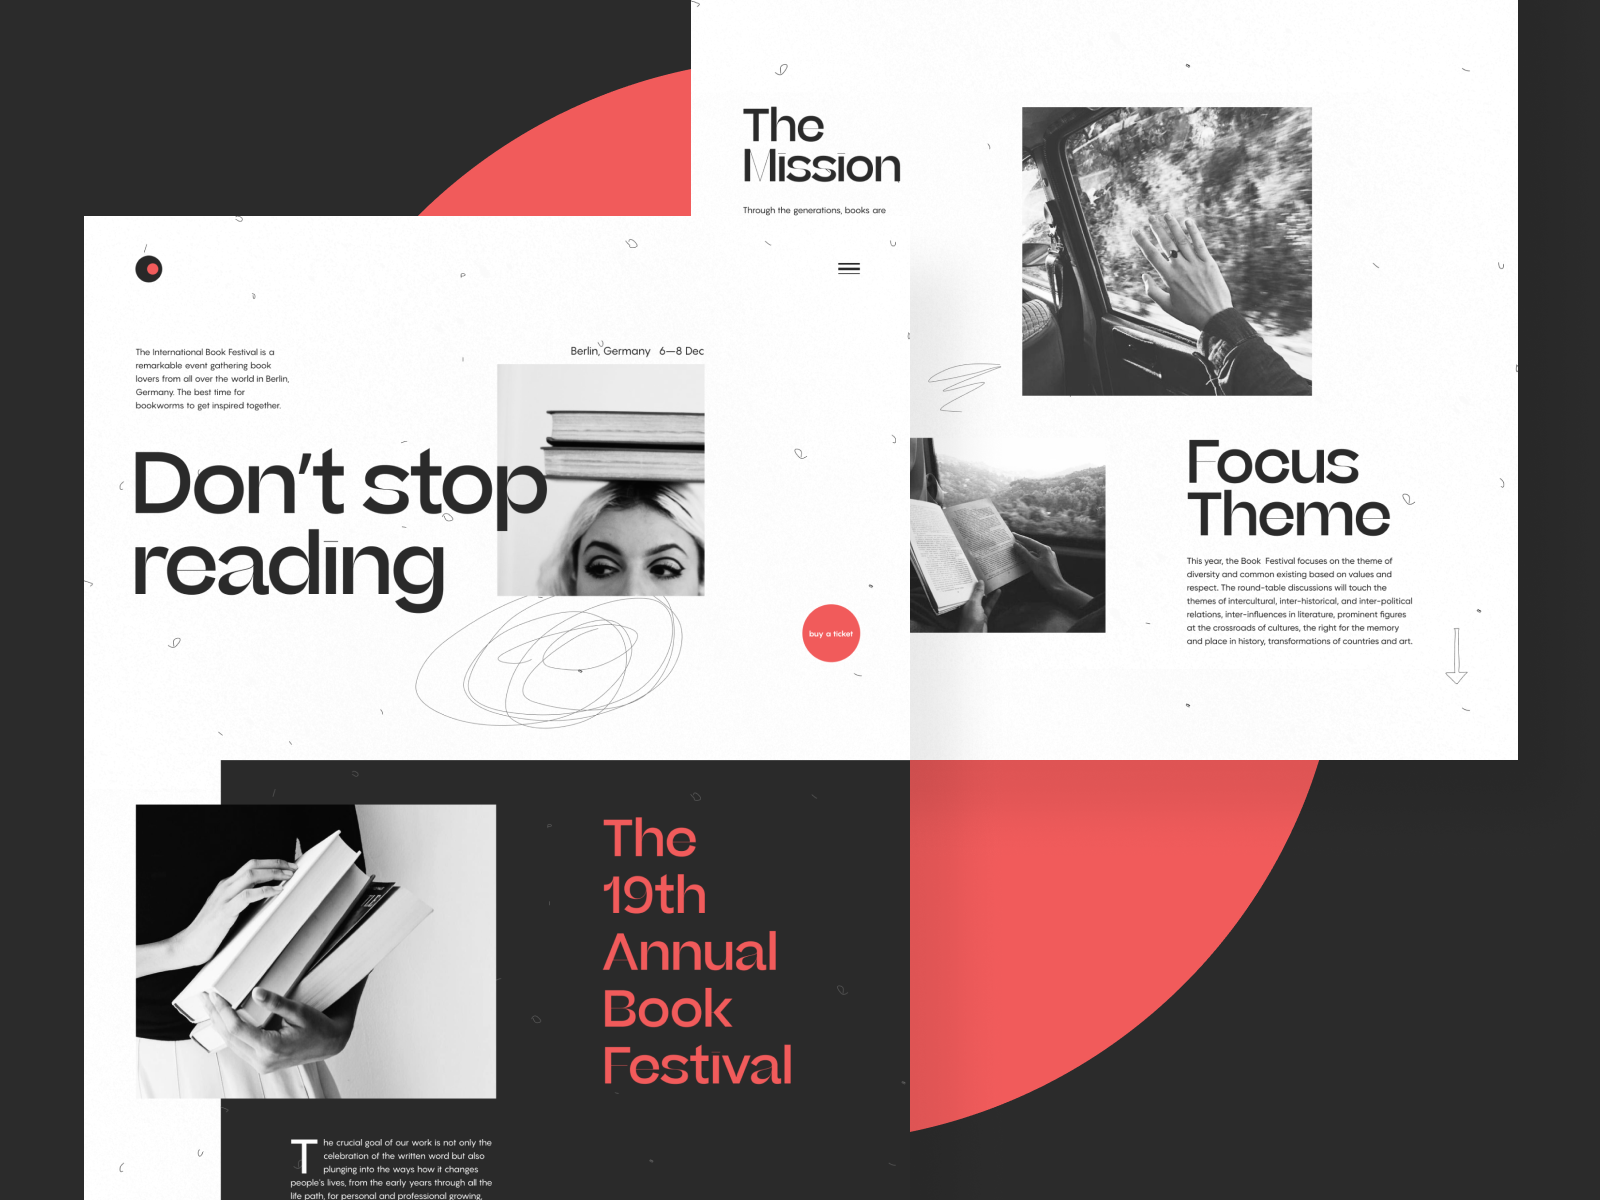 The
Mission
Through the generations, books are
The International Book Festival is a
remarkable event gathering book
lovers from all over the world in Berlin,
Germany. The best time for
bookworms to get inspired together.
Berlin, Germany 6—8 Dec
Don't stop
reading
buy a ticket
Focus
Theme
This year, the Book Festival focuses on the theme of
diversity and common existing based on values and
respect. The round-table discussions will touch the
themes of intercultural, inter-historical, and inter-political
relations, inter-influences in literature, prominent figures
at the crossroads of cultures, the right for the memory
and place in history, transformations of countries and art.
The
19th
Annual
Book
Festival
The crucial goal of our work is not only the
celebration of the written word but also
plunging into the ways how it changes
people's lives, from the early years through all the
life path, for personal and professional growing,